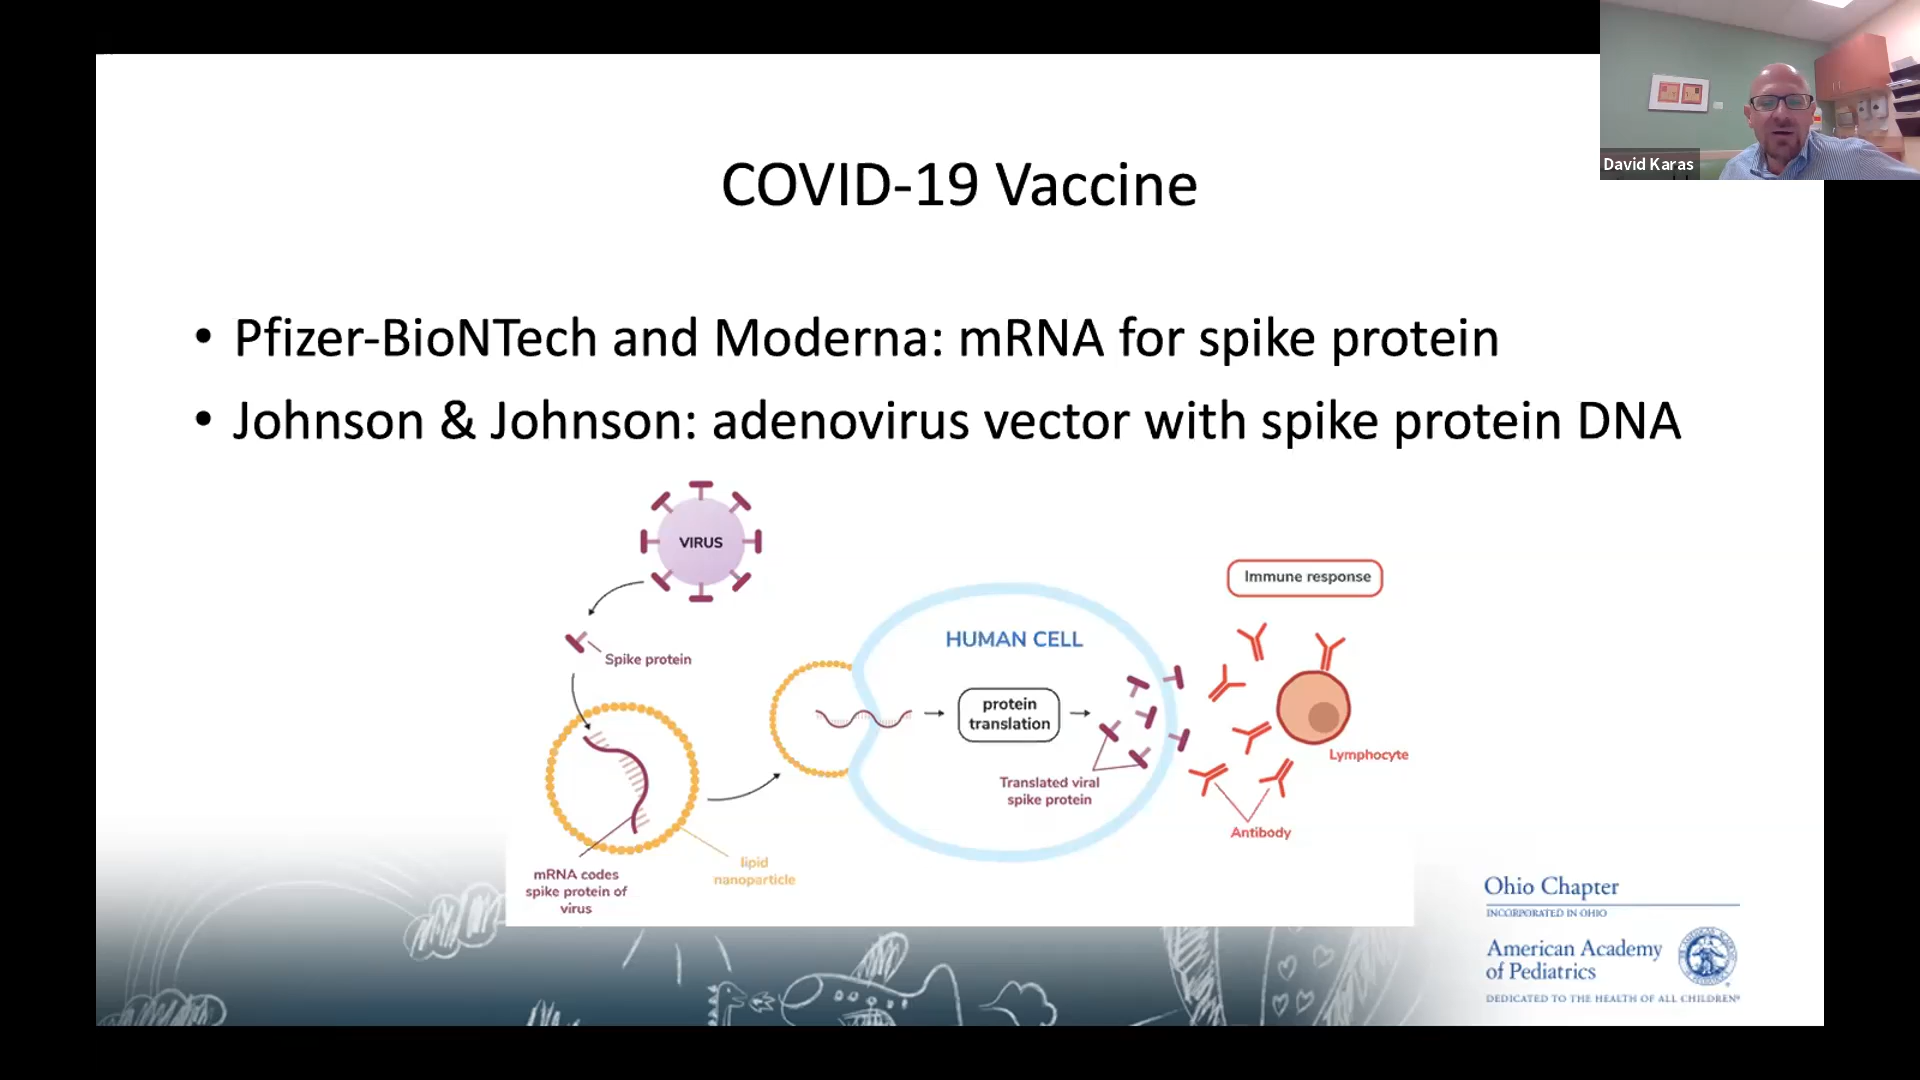 David Karas
COVID-19 Vaccine
• Pfizer-BioNTech and Moderna: mRNA for spike protein
• Johnson & Johnson: adenovirus vector with spike protein DNA
VIRUS
Spike protein
mRNA codes
spike protein of
virus
lipid
nanoparticle
HUMAN CELL
protein
translation
Translated viral
spike protein
Immune response
Lymphocyte
Antibody
Ohio Chapter
INCORPORATED IN OHIO
American Academy
of Pediatrics
DEDICATED TO THE HEALTH OF ALL CHILDREN®